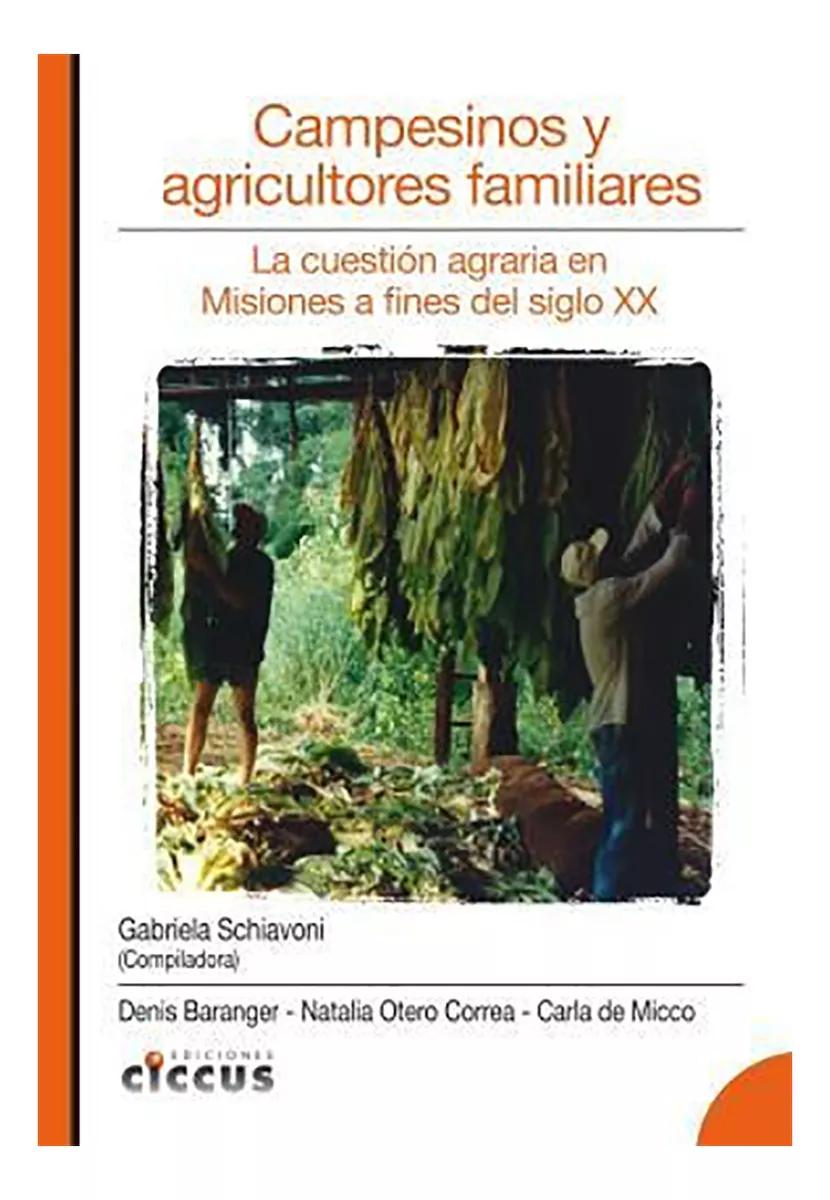 Campesinos y
agricultores familiares
La cuestión agraria en
Misiones a fines del siglo XX
Gabriela Schiavoni
(Compiladora)
Denis Baranger - Natalia Otero Correa - Carla de Micco
EDICIONES
CICCUS